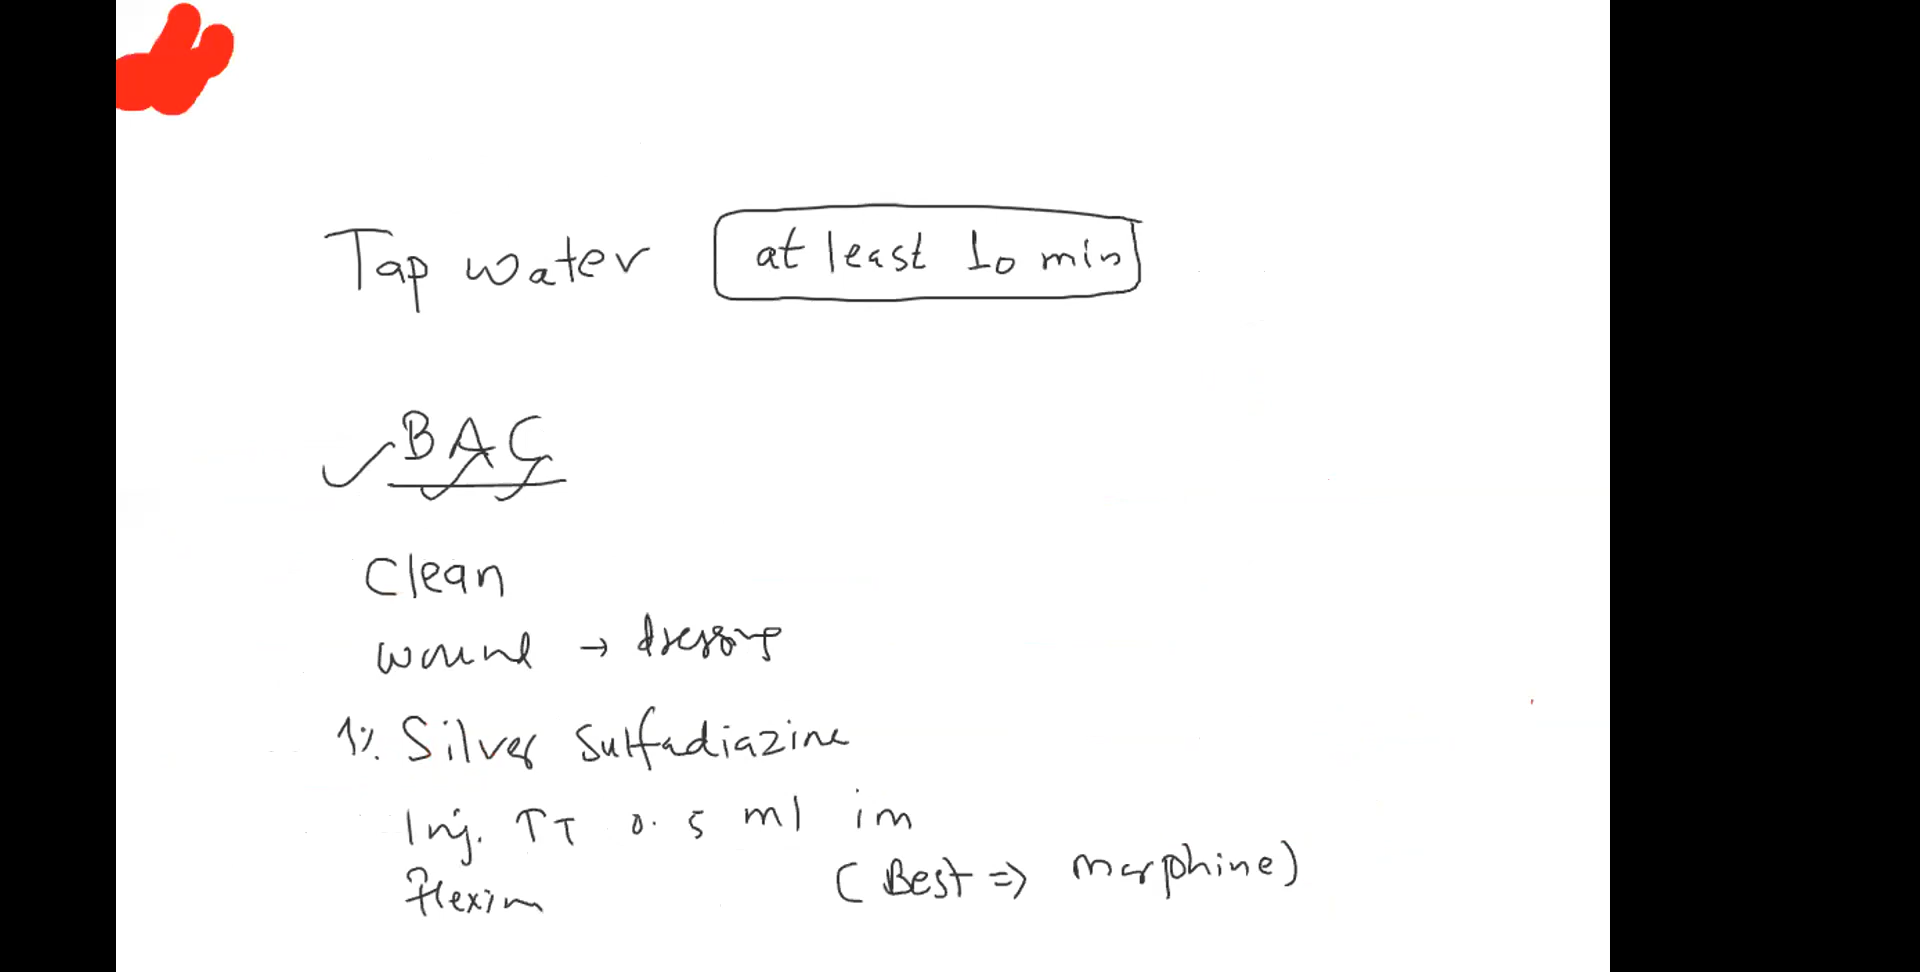 Tap water at least 10 min
BAC
Clean
wound → dressing
1% Silver sulfadiazine
Inj. TT 0.5 ml im
Flexim (Best ⇒ morphine)